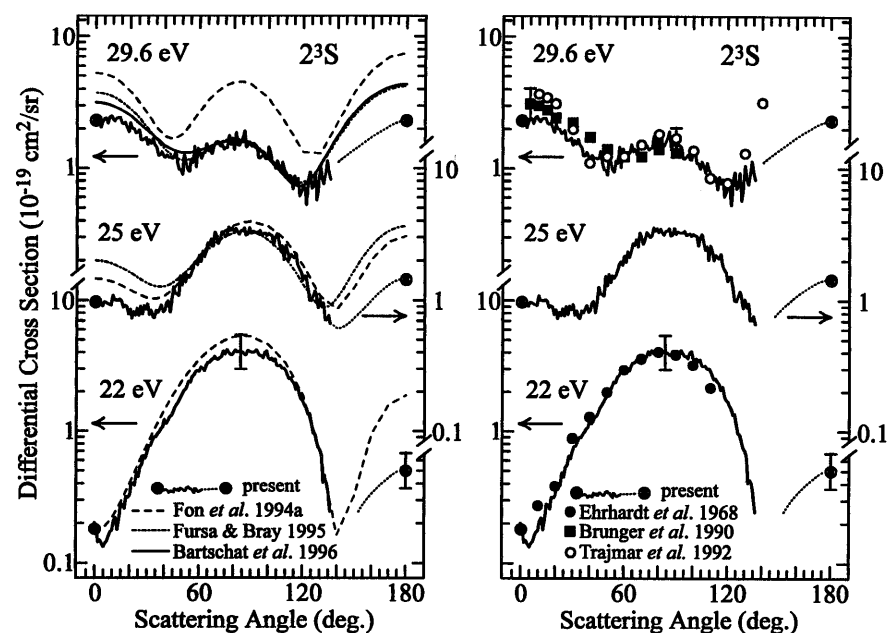 Differential Cross Section (10⁻¹⁹ cm²/sr)
10
29.6 eV
2³S
1
10
25 eV
10
1
22 eV
1
0.1
present
Fon et al. 1994a
Fursa & Bray 1995
Bartschat et al. 1996
0.1
0
60
120
180
Scattering Angle (deg.)
10
29.6 eV
2³S
1
10
25 eV
10
1
22 eV
1
0.1
present
Ehrhardt et al. 1968
Brunger et al. 1990
Trajmar et al. 1992
0.1
0
60
120
180
Scattering Angle (deg.)